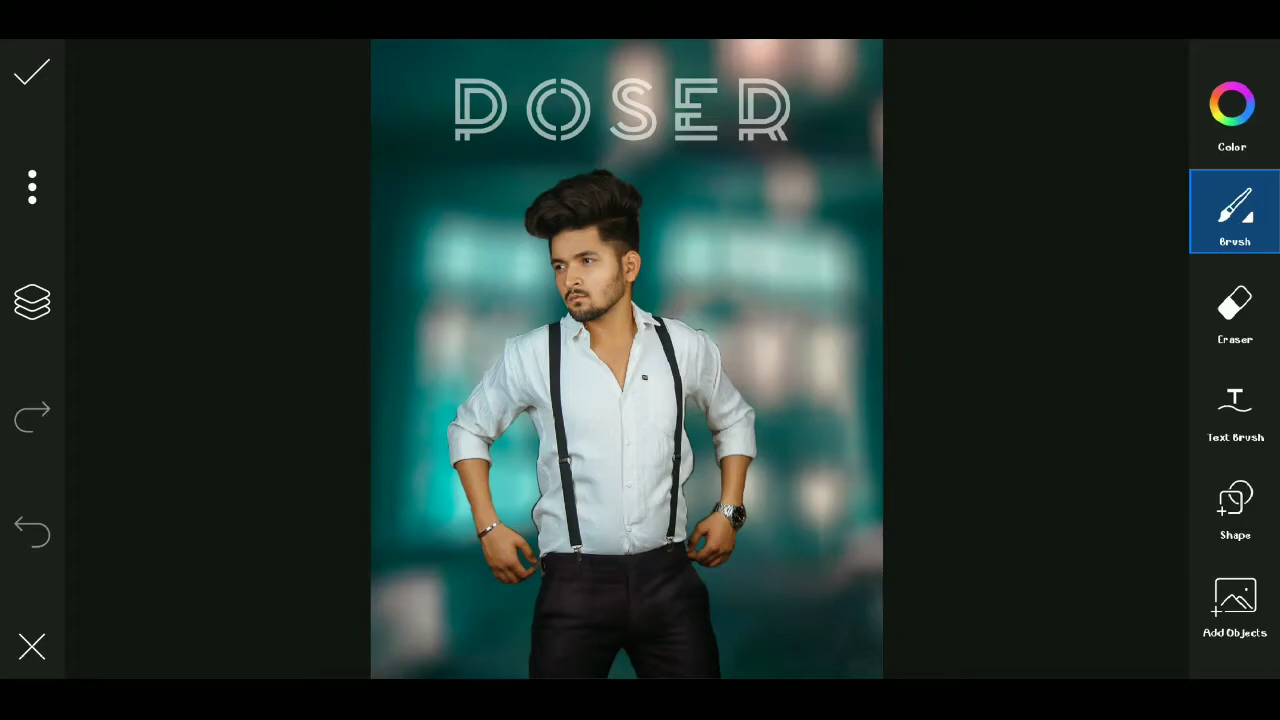 POSER
Color
Brush
Eraser
Text Brush
Shape
Add Objects